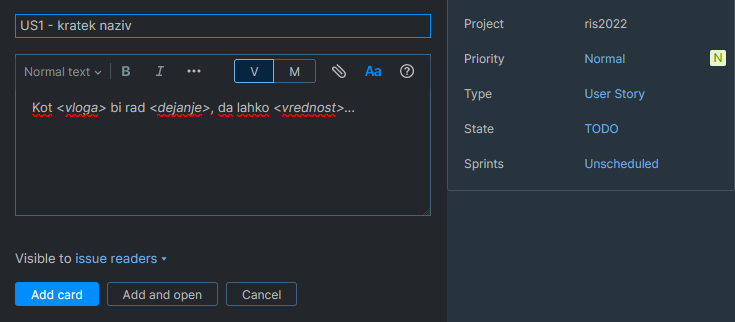 US1 - kratek naziv
Normal text B I ••• V M Aa ?
Kot <vloga> bi rad <dejanje>, da lahko <vrednost>...
Visible to issue readers
Add card Add and open Cancel
Project ris2022
Priority Normal N
Type User Story
State TODO
Sprints Unscheduled